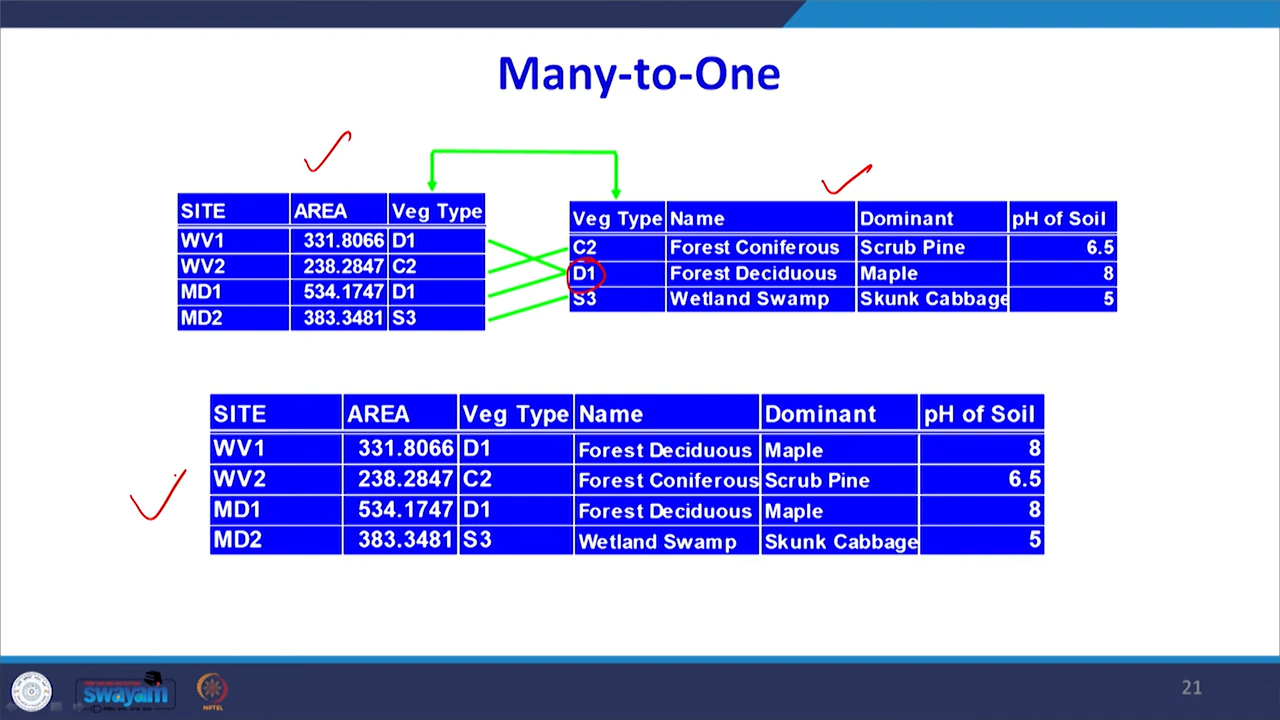 Many-to-One
SITE AREA Veg Type
WV1 331.8066 D1
WV2 238.2847 C2
MD1 534.1747 D1
MD2 383.3481 S3
Veg Type Name Dominant pH of Soil
C2 Forest Coniferous Scrub Pine 6.5
D1 Forest Deciduous Maple 8
S3 Wetland Swamp Skunk Cabbage 5
SITE AREA Veg Type Name Dominant pH of Soil
WV1 331.8066 D1 Forest Deciduous Maple 8
WV2 238.2847 C2 Forest Coniferous Scrub Pine 6.5
MD1 534.1747 D1 Forest Deciduous Maple 8
MD2 383.3481 S3 Wetland Swamp Skunk Cabbage 5
swayam
NPTEL
21